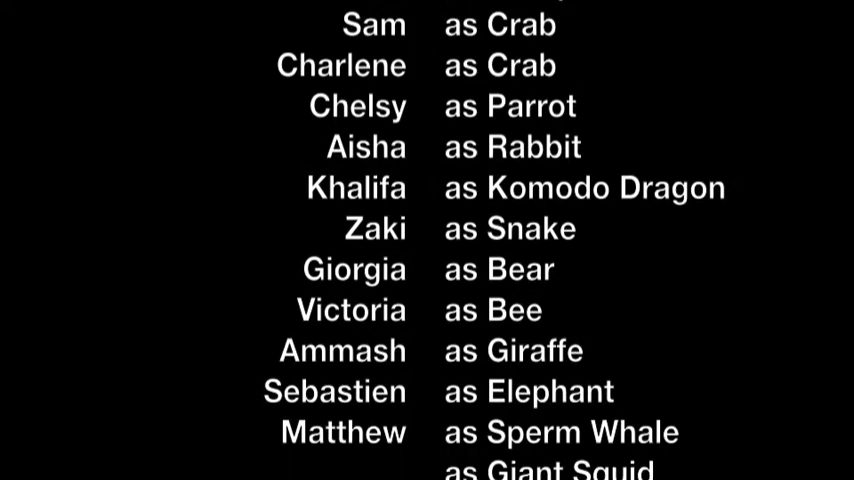 Sam as Crab
Charlene as Crab
Chelsy as Parrot
Aisha as Rabbit
Khalifa as Komodo Dragon
Zaki as Snake
Giorgia as Bear
Victoria as Bee
Ammash as Giraffe
Sebastien as Elephant
Matthew as Sperm Whale
as Giant Squid